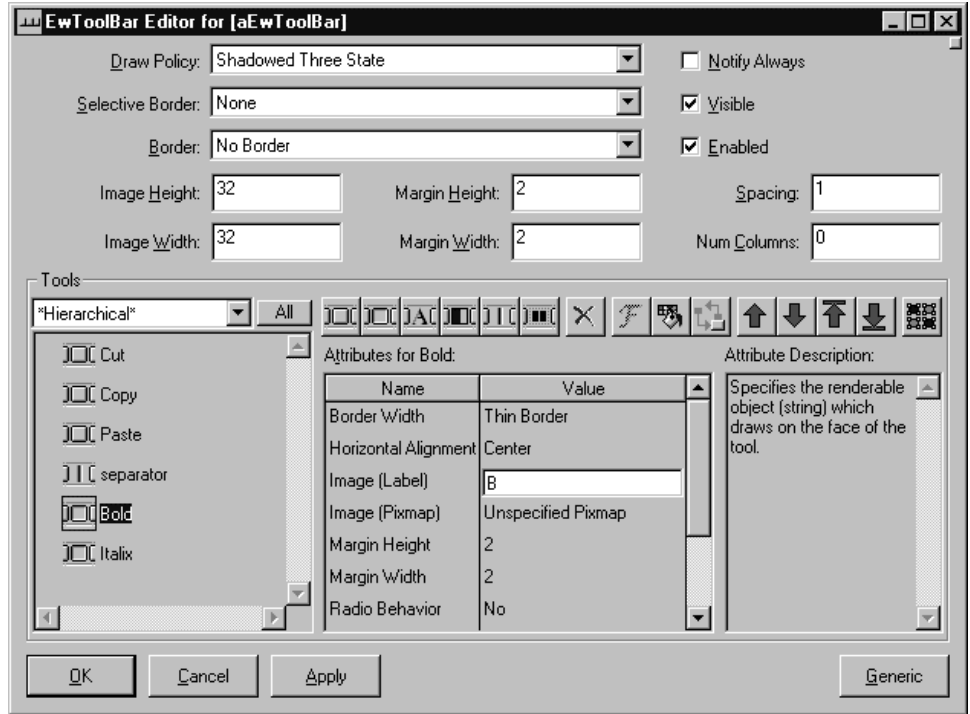 EwToolBar Editor for [aEwToolBar]
Draw Policy: Shadowed Three State
Notify Always
Selective Border: None
Visible
Border: No Border
Enabled
Image Height: 32
Margin Height: 2
Spacing: 1
Image Width: 32
Margin Width: 2
Num Columns: 0
Tools
*Hierarchical*
All
A
F
Cut
Copy
Paste
separator
Bold
Italix
Attributes for Bold:
Name Value
Border Width Thin Border
Horizontal Alignment Center
Image (Label) B
Image (Pixmap) Unspecified Pixmap
Margin Height 2
Margin Width 2
Radio Behavior No
Attribute Description:
Specifies the renderable
object (string) which
draws on the face of the
tool.
OK
Cancel
Apply
Generic